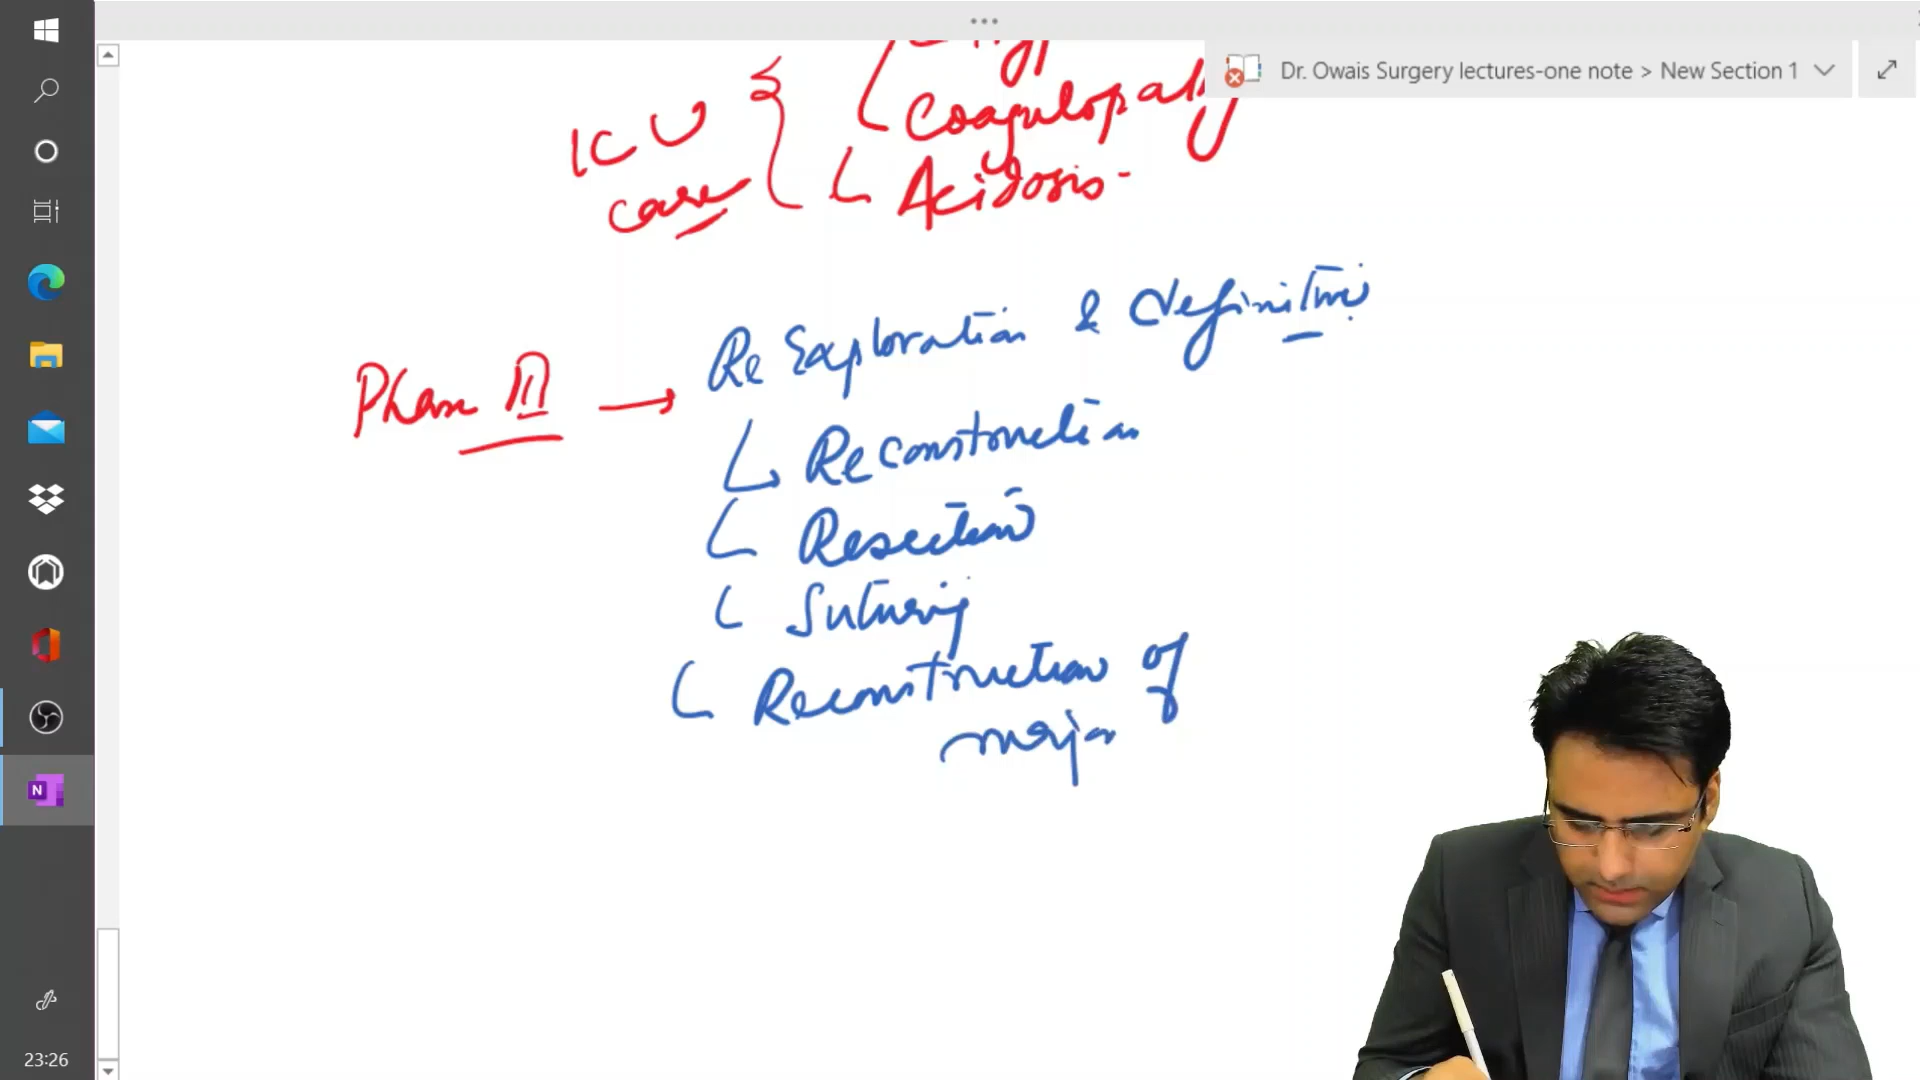 Dr. Owais Surgery lectures-one note > New Section 1
Coagulopathy
ICU
care
Acidosis
Re Exploration & definitive
Phase III →
Reconstruction
Resection
Suturing
Reconstruction of
major
N
23:26